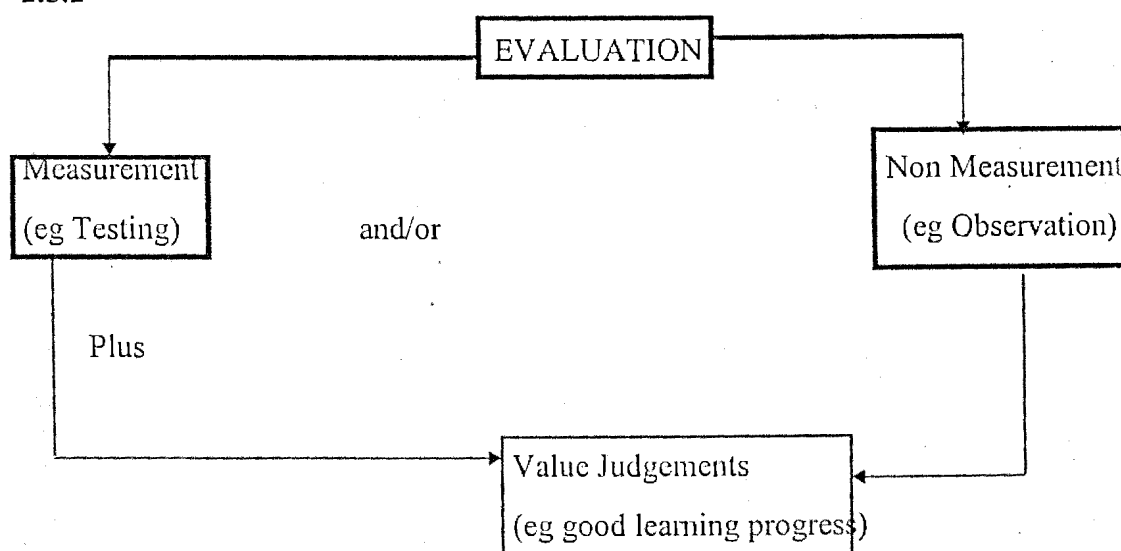 EVALUATION
Measurement
(eg Testing)
and/or
Non Measurement
(eg Observation)
Plus
Value Judgements
(eg good learning progress)